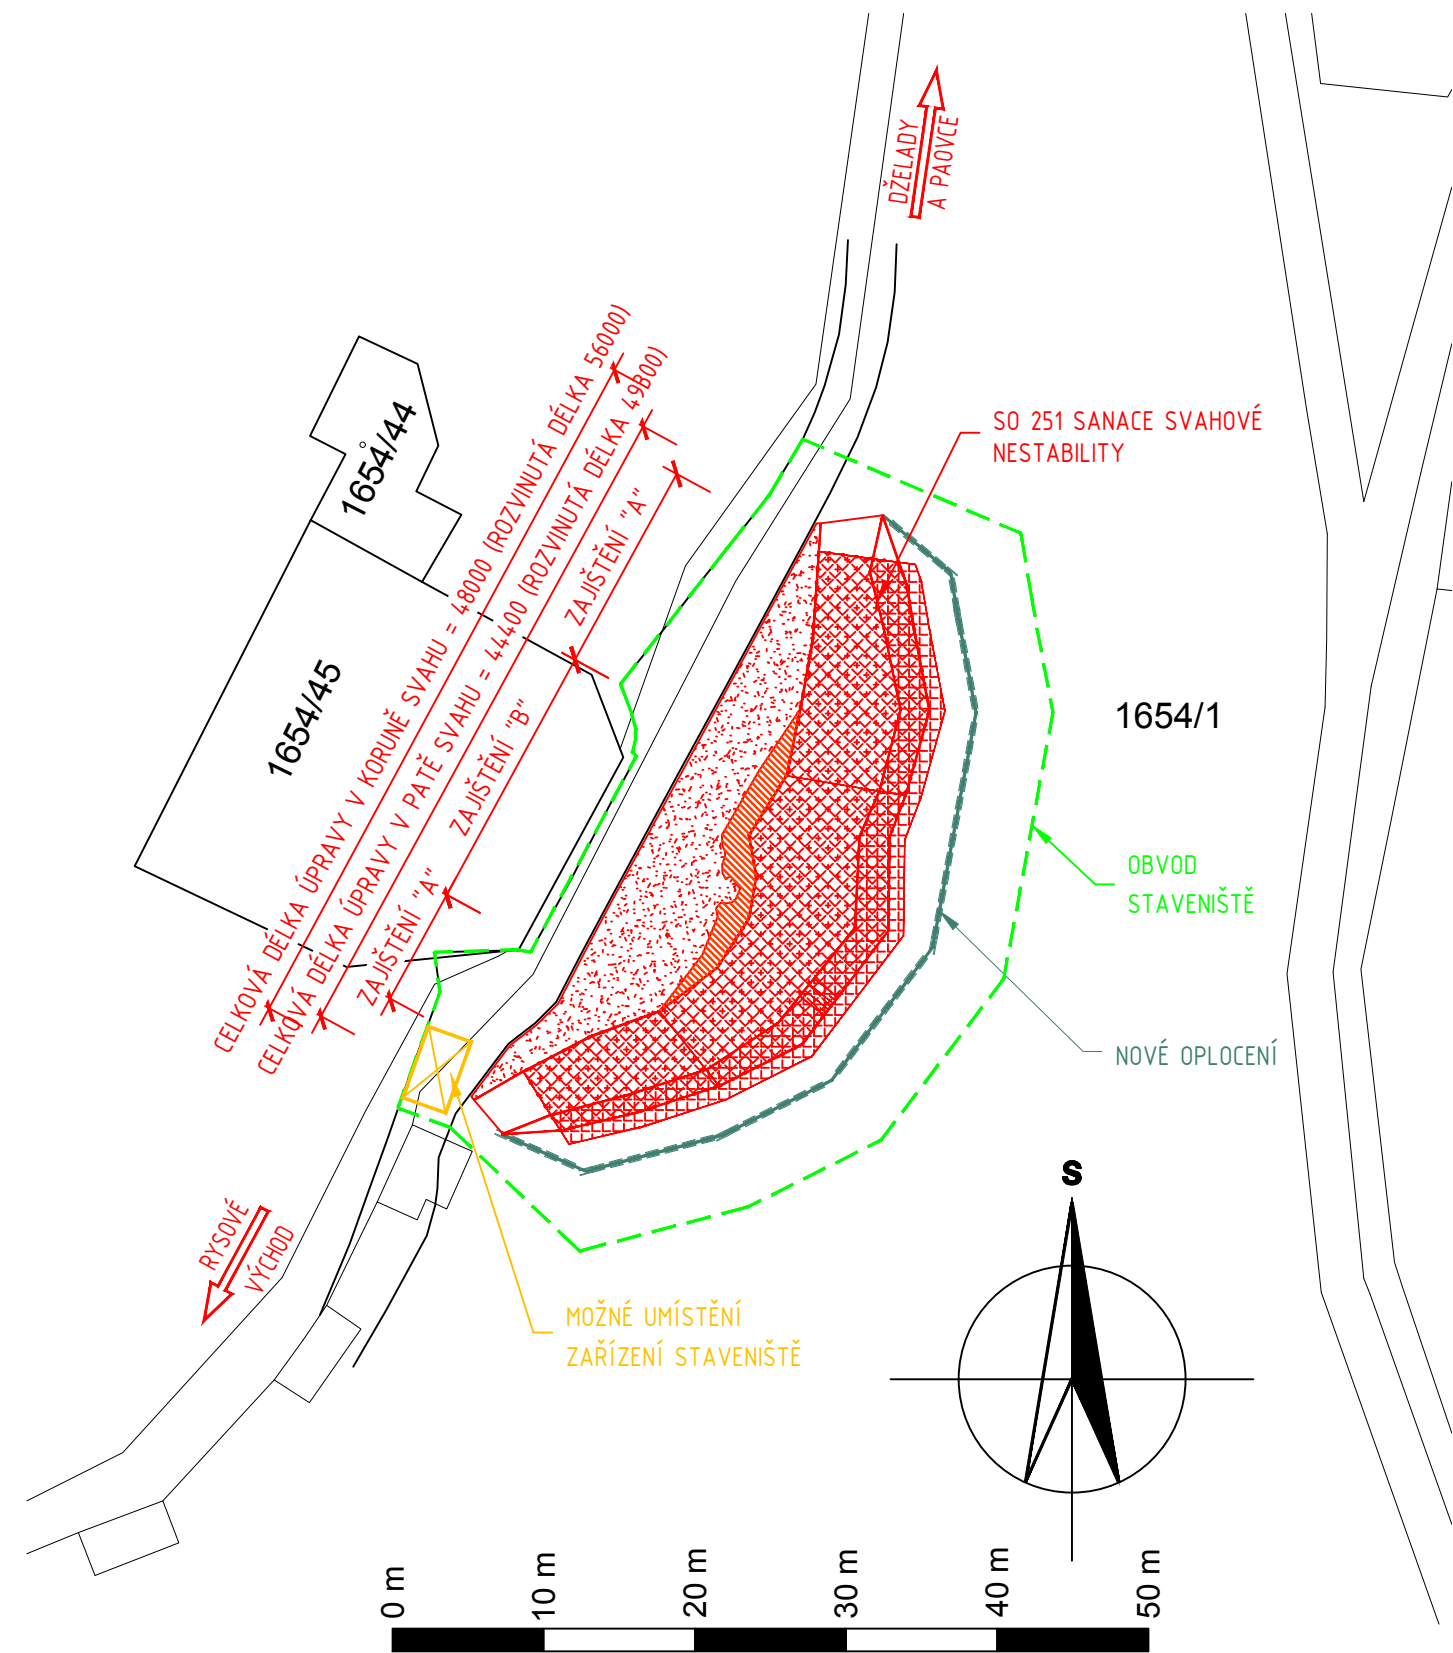 DŽELADY
A PAOVCE
CELKOVÁ DÉLKA ÚPRAVY V KORUNĚ SVAHU = 48000 (ROZVINUTÁ DÉLKA 56000)
CELKOVÁ DÉLKA ÚPRAVY V PATĚ SVAHU = 44400 (ROZVINUTÁ DÉLKA 49800)
ZAJIŠTĚNÍ "A"
ZAJIŠTĚNÍ "B"
ZAJIŠTĚNÍ "A"
1654/44
1654/45
SO 251 SANACE SVAHOVÉ
NESTABILITY
1654/1
OBVOD
STAVENIŠTĚ
NOVÉ OPLOCENÍ
RYSOVÉ
VÝCHOD
MOŽNÉ UMÍSTĚNÍ
ZAŘÍZENÍ STAVENIŠTĚ
S
0 m
10 m
20 m
30 m
40 m
50 m